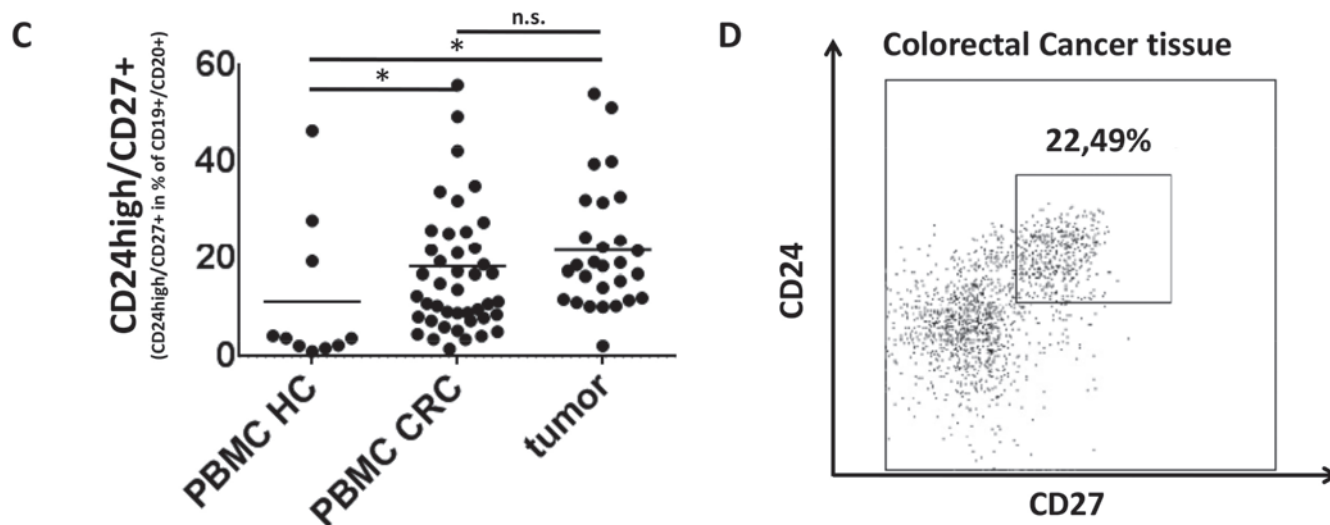 C
CD24high/CD27+
(CD24high/CD27+ in % of CD19+/CD20+)
60
40
20
0
n.s.
*
*
PBMC HC
PBMC CRC
tumor
D
Colorectal Cancer tissue
22,49%
CD24
CD27